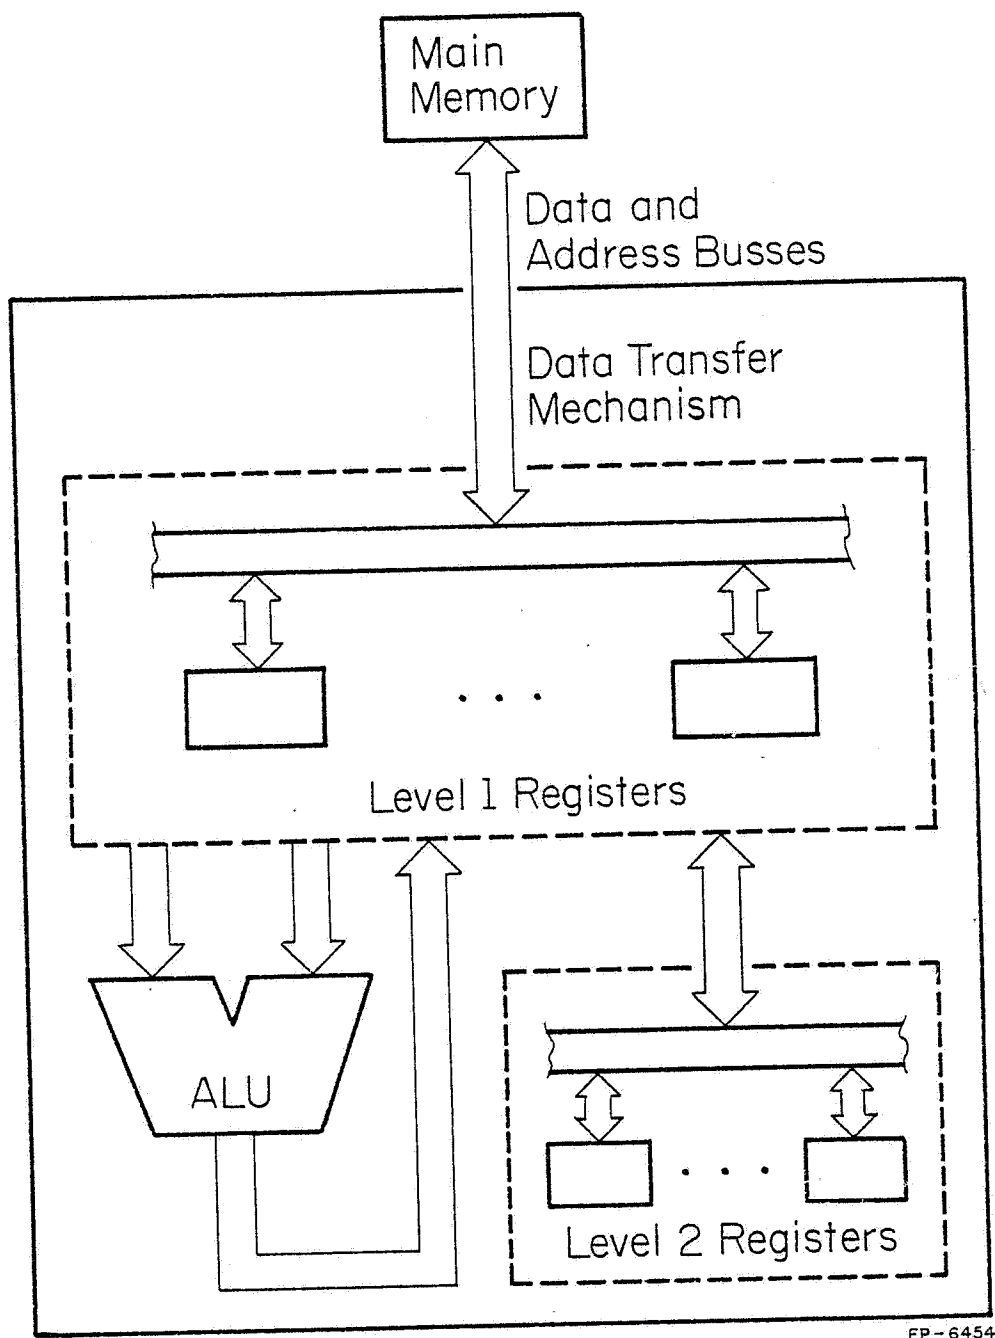 Main
Memory
Data and
Address Busses
Data Transfer
Mechanism
Level 1 Registers
ALU
Level 2 Registers
FP-6454